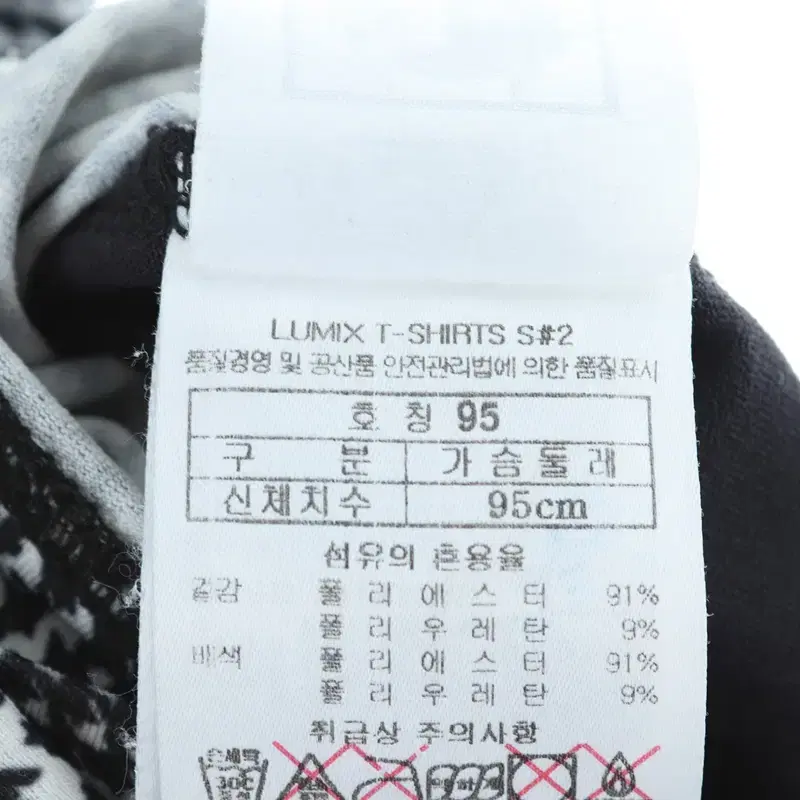 LUMIX T-SHIRTS S#2
품질경영 및 공산품 안전관리법에 의한 품질표시
호 칭 95
구 분 가 슴 둘 레
신체치수 95cm
섬유의 혼용율
겉감 폴 리 에 스 터 91%
폴 리 우 레 탄 9%
배색 폴 리 에 스 터 91%
폴 리 우 레 탄 9%
취급상 주의사항
손세탁
30C